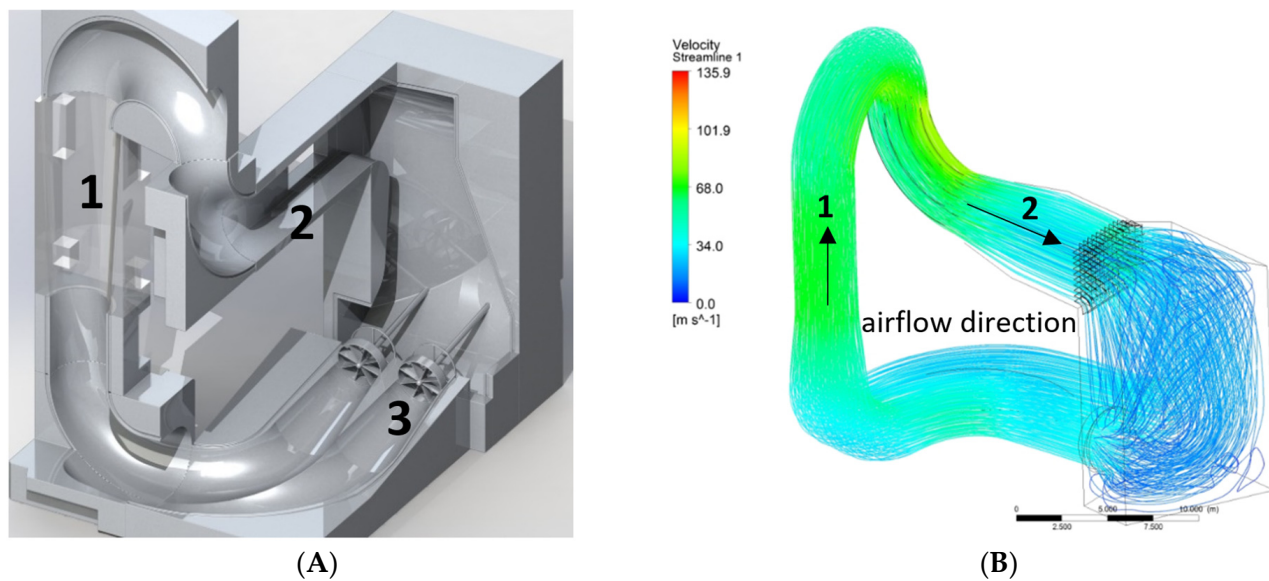 1
2
3
(A)
Velocity
Streamline 1
135.9
101.9
68.0
34.0
0.0
[m s^-1]
1
2
airflow direction
0 5.000 10.000 (m)
2.500 7.500
(B)